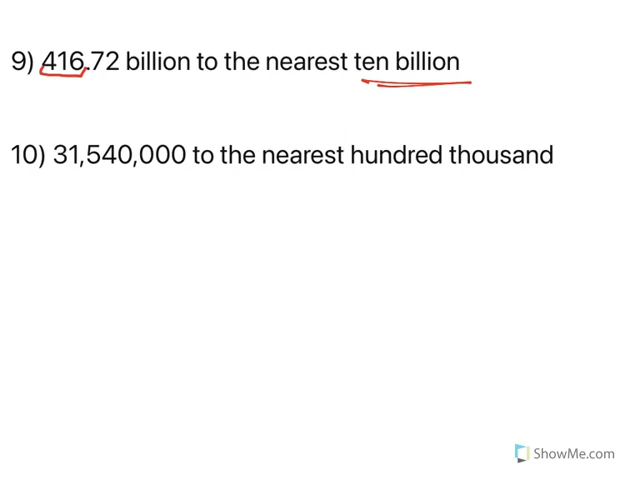 9) 416.72 billion to the nearest ten billion
10) 31,540,000 to the nearest hundred thousand
ShowMe.com